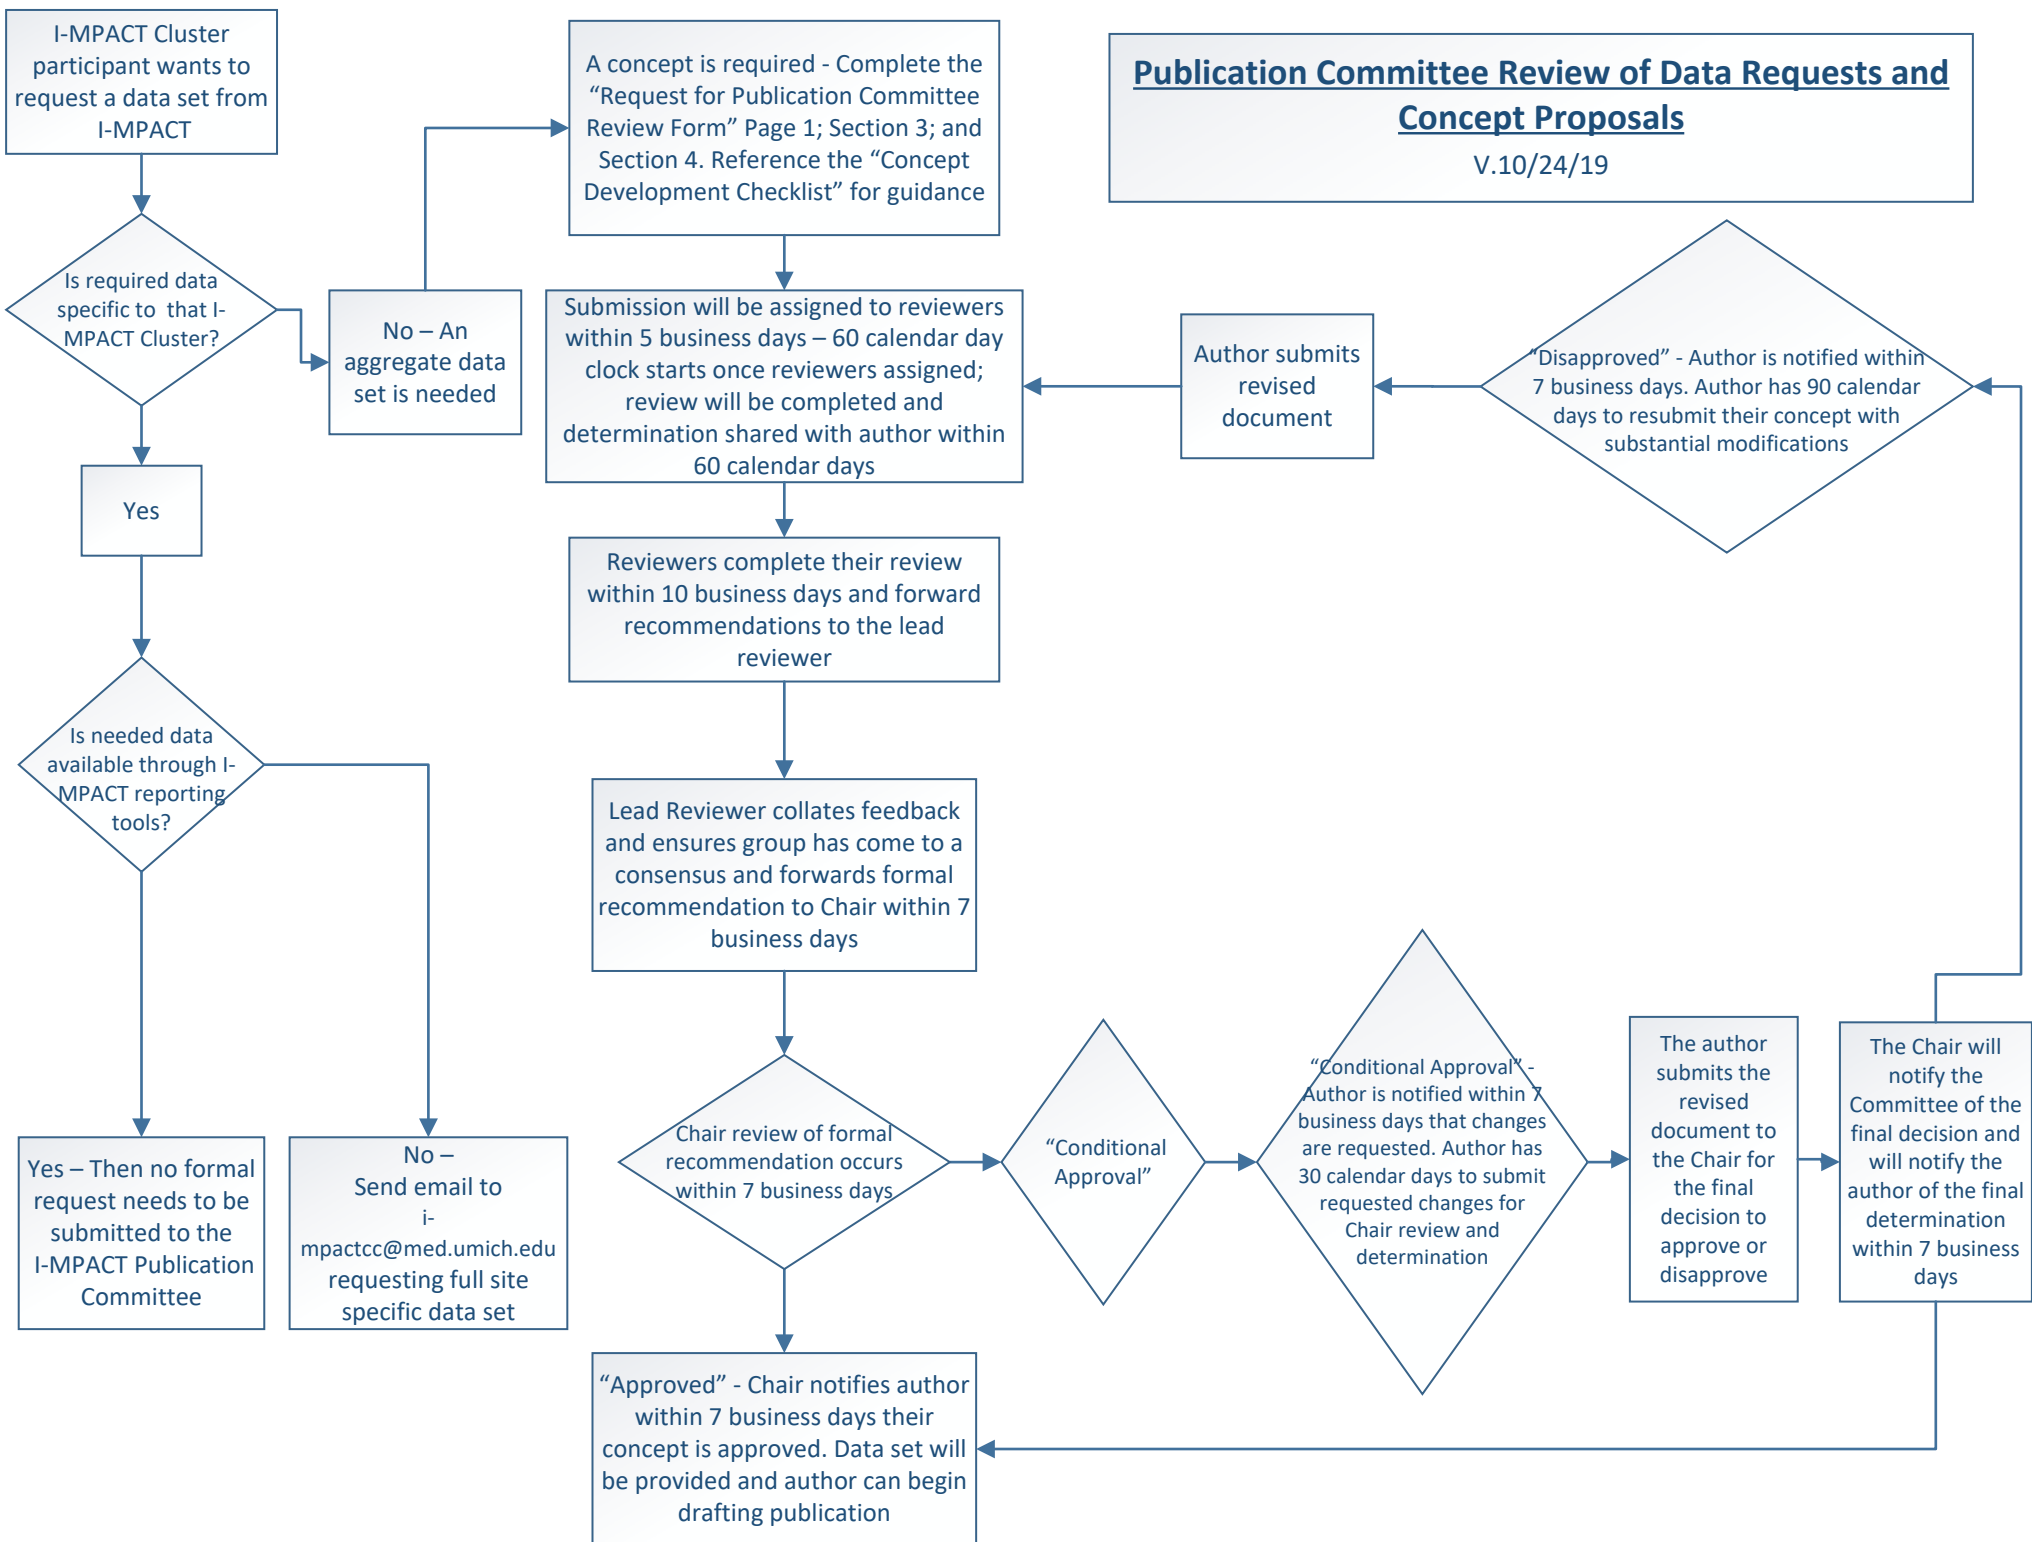 I-MPACT Cluster
participant wants to
request a data set from
I-MPACT
Is required data
specific to  that I-
MPACT Cluster?
No – An
aggregate data
set is needed
Yes
Is needed data
available through I-
MPACT reporting
tools?
Yes – Then no formal
request needs to be
submitted to the
I-MPACT Publication
Committee
No –
Send email to
i-
mpactcc@med.umich.edu
requesting full site
specific data set
A concept is required - Complete the
“Request for Publication Committee
Review Form” Page 1; Section 3; and
Section 4. Reference the “Concept
Development Checklist” for guidance
Submission will be assigned to reviewers
within 5 business days – 60 calendar day
clock starts once reviewers assigned;
review will be completed and
determination shared with author within
60 calendar days
Reviewers complete their review
within 10 business days and forward
recommendations to the lead
reviewer
Lead Reviewer collates feedback
and ensures group has come to a
consensus and forwards formal
recommendation to Chair within 7
business days
Chair review of formal
recommendation occurs
within 7 business days
“Approved” - Chair notifies author
within 7 business days their
concept is approved. Data set will
be provided and author can begin
drafting publication
“Conditional
Approval”
“Conditional Approval” -
Author is notified within 7
business days that changes
are requested. Author has
30 calendar days to submit
requested changes for
Chair review and
determination
The author
submits the
revised
document to
the Chair for
the final
decision to
approve or
disapprove
The Chair will
notify the
Committee of the
final decision and
will notify the
author of the final
determination
within 7 business
days
Publication Committee Review of Data Requests and
Concept Proposals
V.10/24/19
“Disapproved” - Author is notified within
7 business days. Author has 90 calendar
days to resubmit their concept with
substantial modifications
Author submits
revised
document